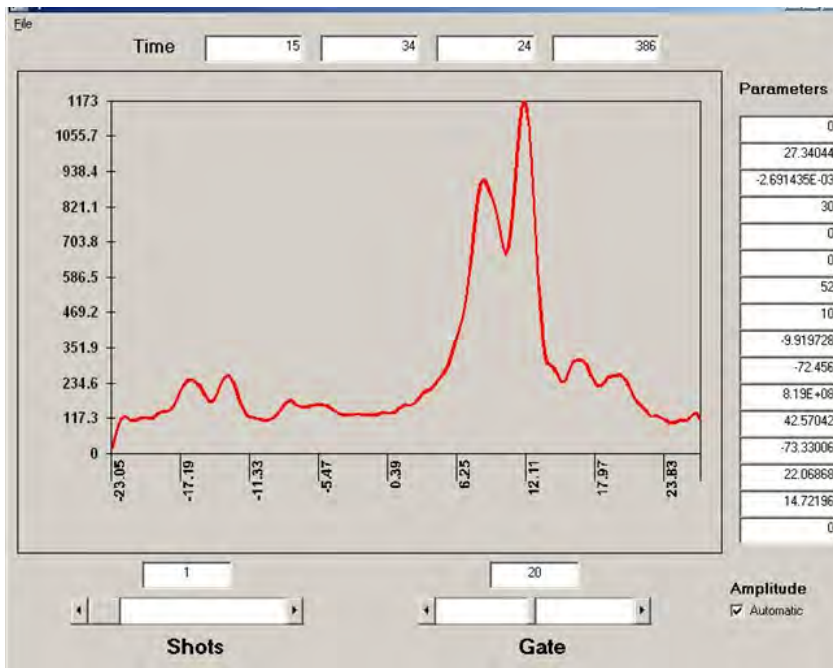 File
Time 15 34 24 386
Parameters
1173
1055.7
938.4
821.1
703.8
586.5
469.2
351.9
234.6
117.3
0
-23.05 -17.19 -11.33 -5.47 0.39 6.25 12.11 17.97 23.83
0
27.34044
-2.691435E-03
30
0
0
52
10
-9.919728
-72.456
8.19E+08
42.57042
-73.33006
22.06868
14.72196
0
1 20
Shots Gate
Amplitude
Automatic